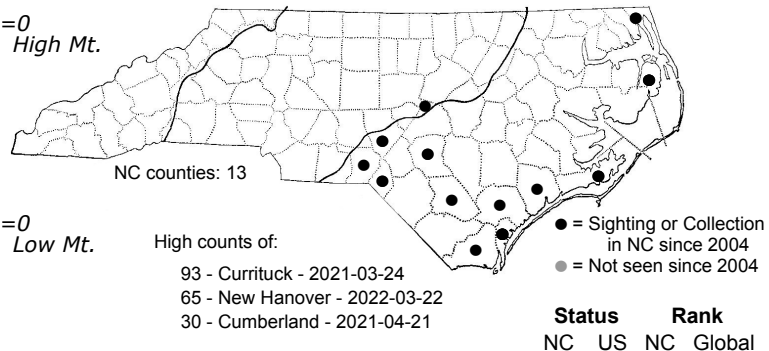 =0
High Mt.
NC counties: 13
=0
Low Mt.
High counts of:
93 - Currituck - 2021-03-24
65 - New Hanover - 2022-03-22
30 - Cumberland - 2021-04-21
● = Sighting or Collection
in NC since 2004
● = Not seen since 2004
Status Rank
NC US NC Global